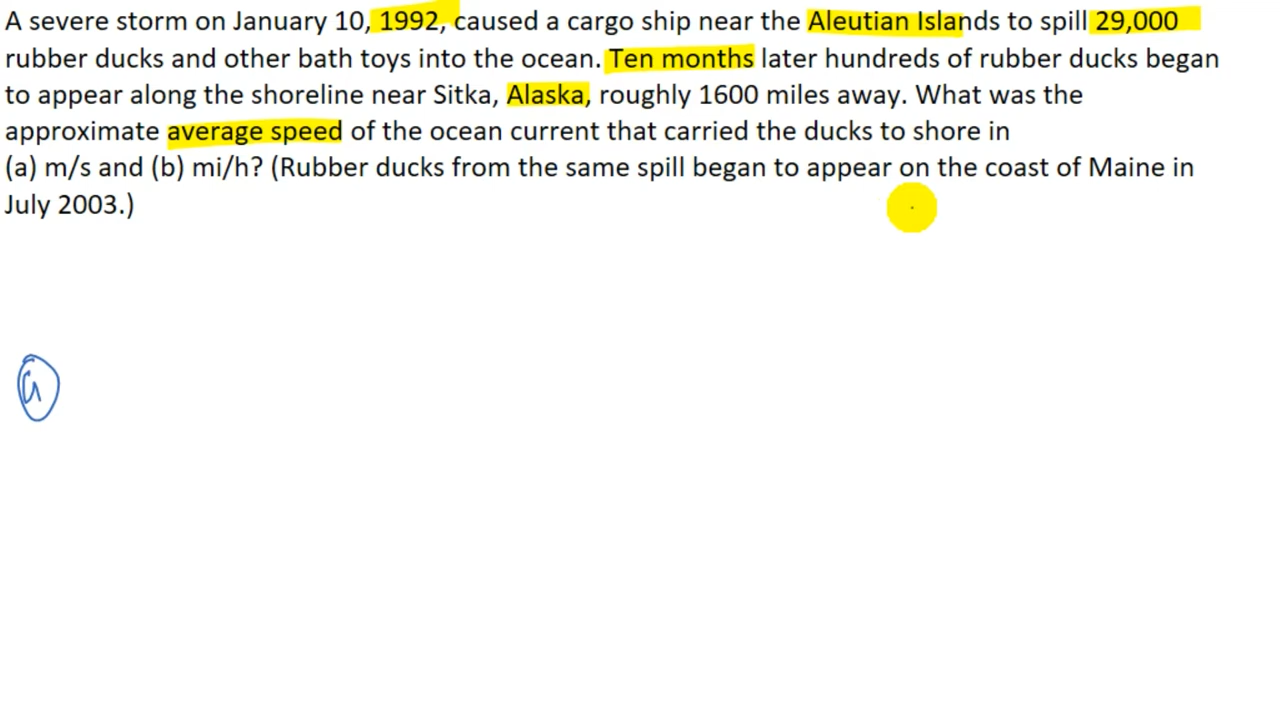 A severe storm on January 10, 1992, caused a cargo ship near the Aleutian Islands to spill 29,000
rubber ducks and other bath toys into the ocean. Ten months later hundreds of rubber ducks began
to appear along the shoreline near Sitka, Alaska, roughly 1600 miles away. What was the
approximate average speed of the ocean current that carried the ducks to shore in
(a) m/s and (b) mi/h? (Rubber ducks from the same spill began to appear on the coast of Maine in
July 2003.)
a